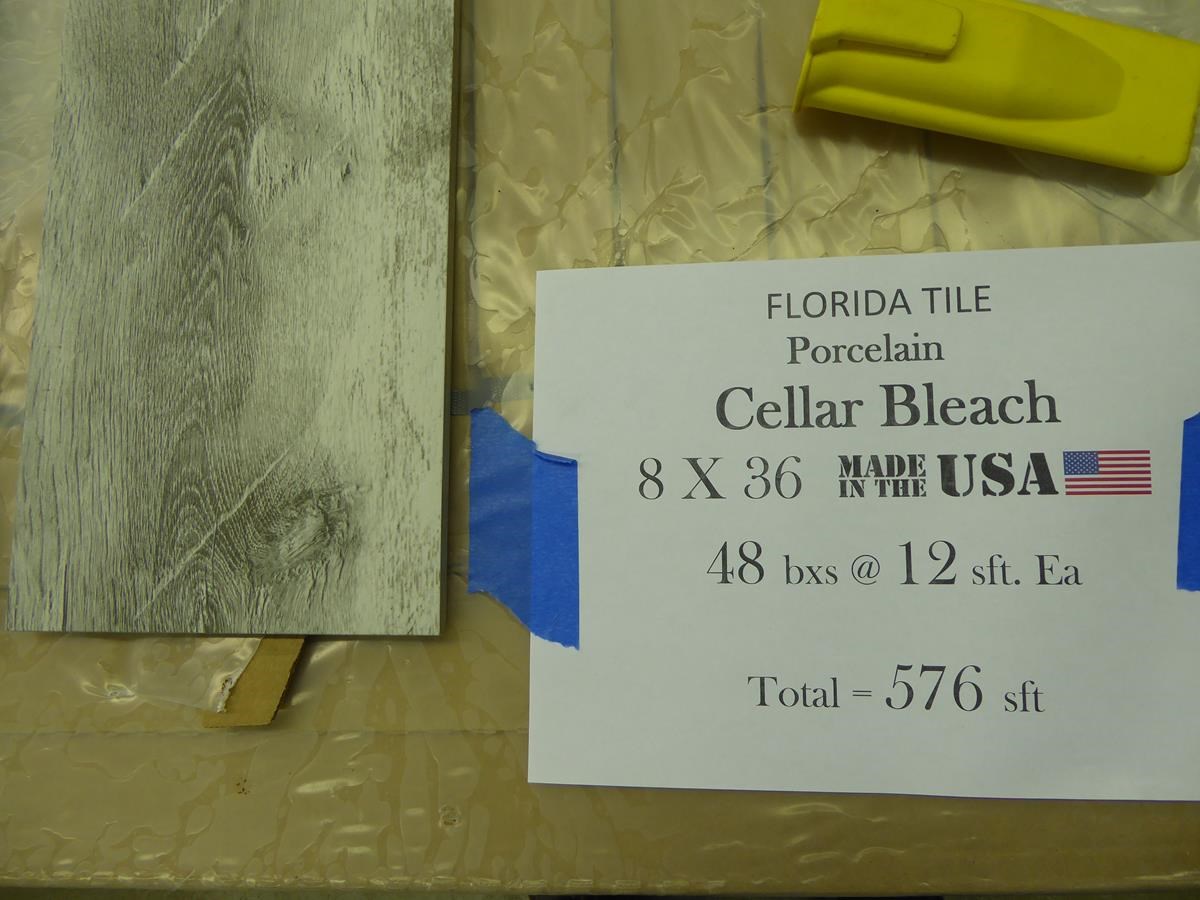 FLORIDA TILE
Porcelain
Cellar Bleach
8 X 36 MADE IN THE USA
48 bxs @ 12 sft. Ea
Total = 576 sft